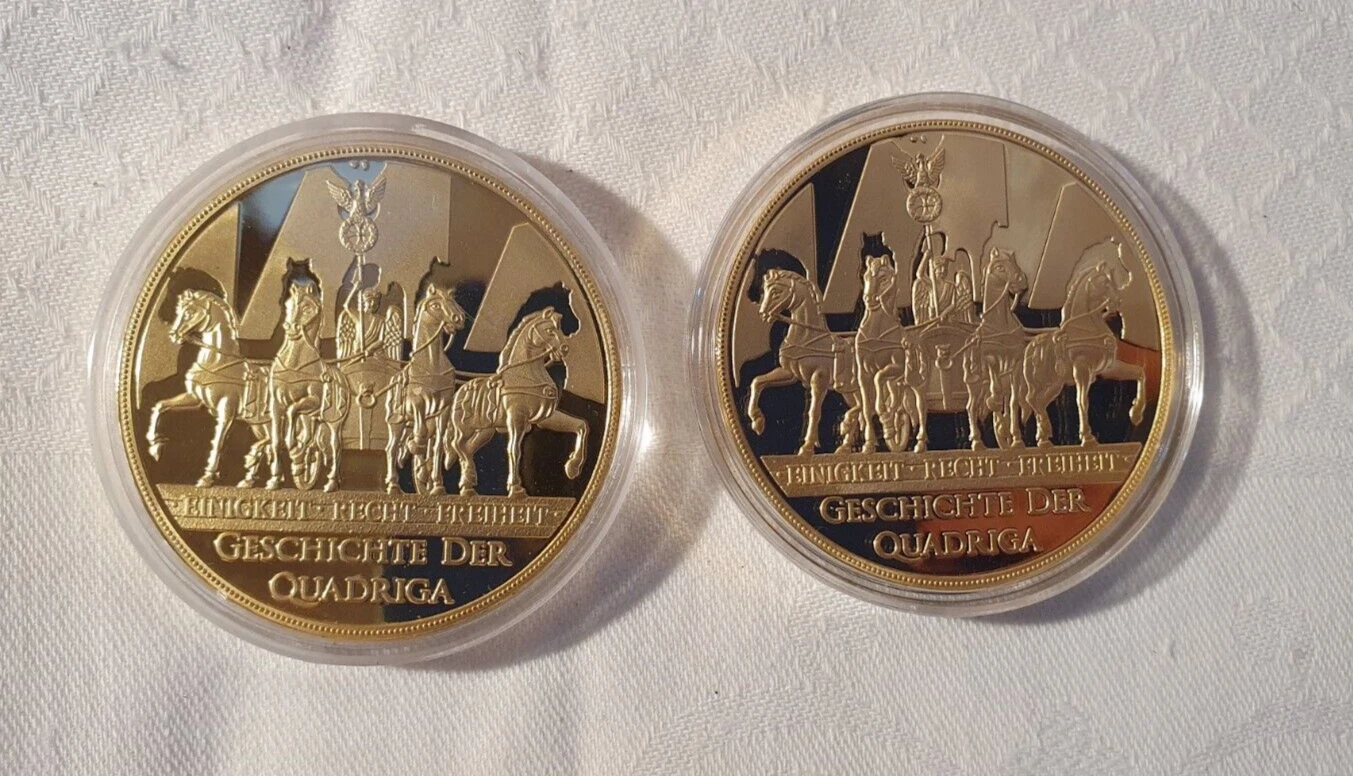 ·EINIGKEIT·RECHT·FREIHEIT·
GESCHICHTE DER
QUADRIGA
·EINIGKEIT·RECHT·FREIHEIT·
GESCHICHTE DER
QUADRIGA